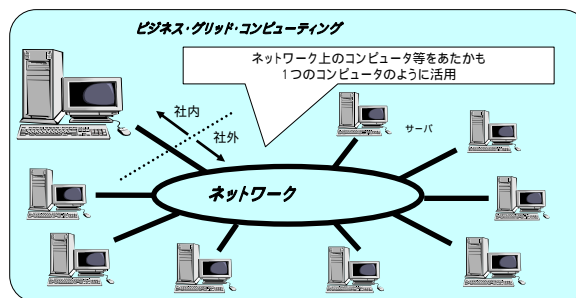 ビジネス・グリッド・コンピューティング
ネットワーク上のコンピュータ等をあたかも
1つのコンピュータのように活用
社内
社外
サーバ
ネットワーク